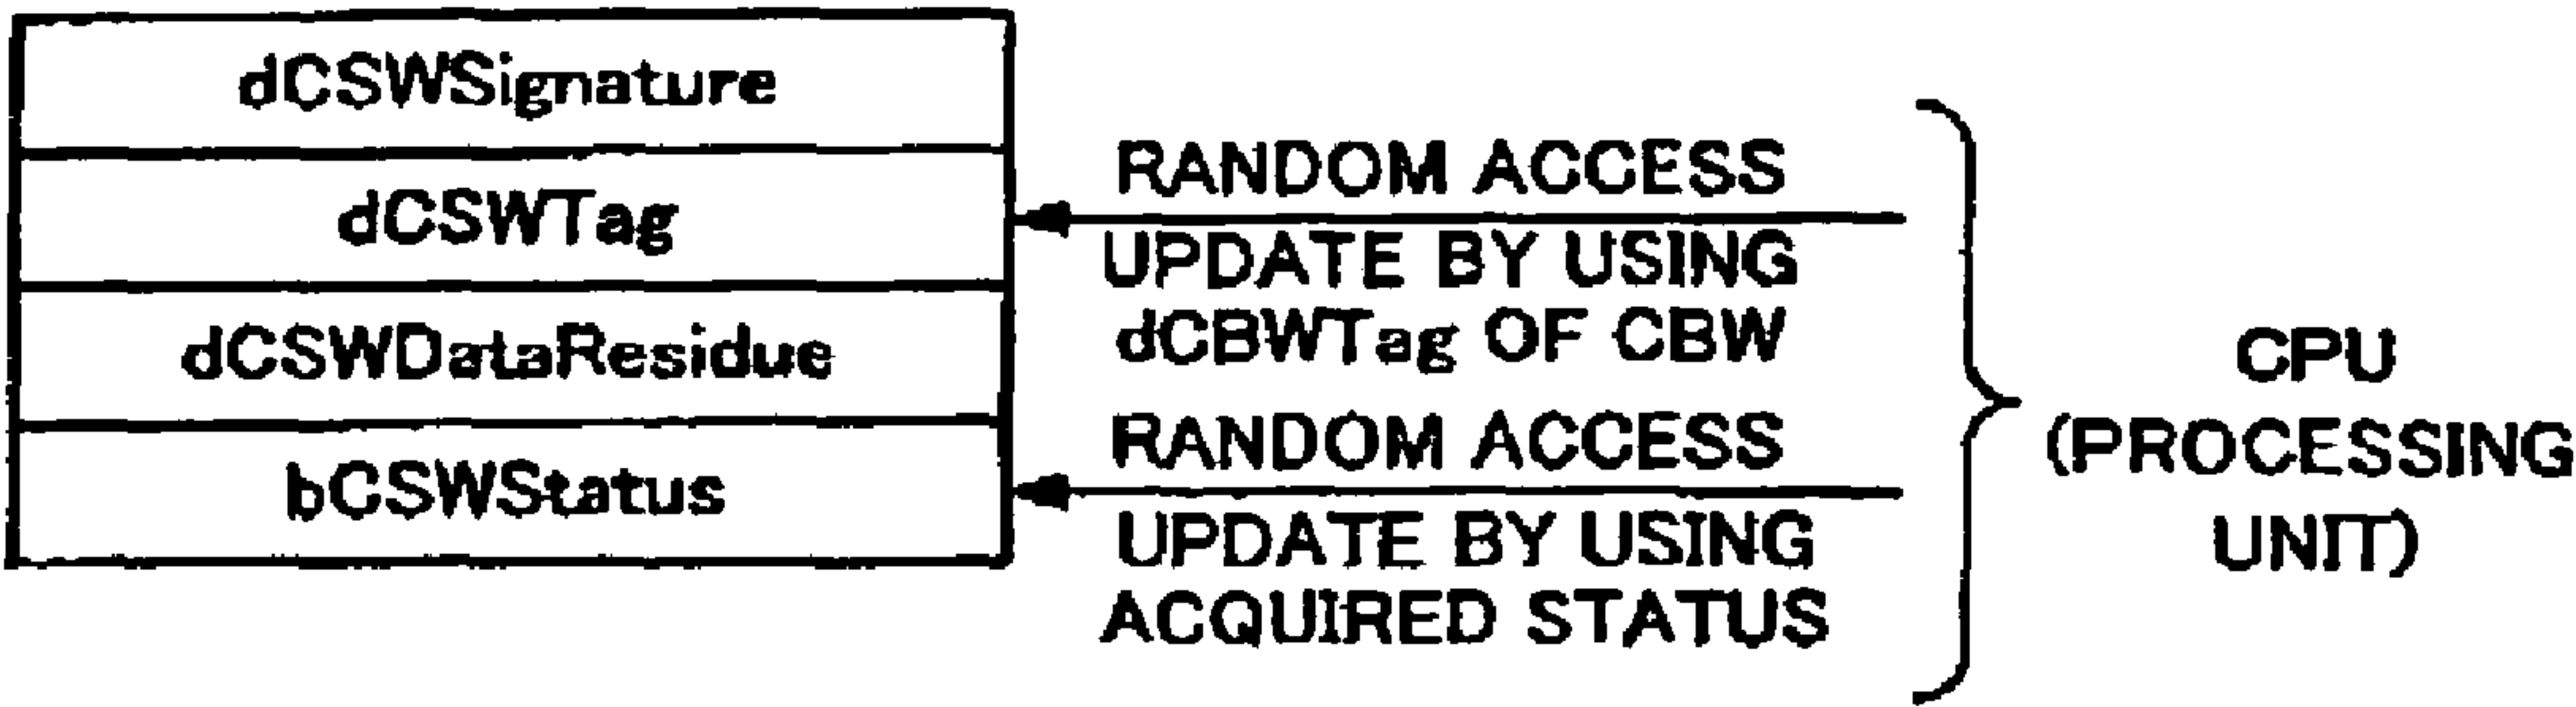 dCSWSignature
dCSWTag
dCSWDataResidue
bCSWStatus
RANDOM ACCESS
UPDATE BY USING
dCBWTag OF CBW
RANDOM ACCESS
UPDATE BY USING
ACQUIRED STATUS
CPU
(PROCESSING
UNIT)